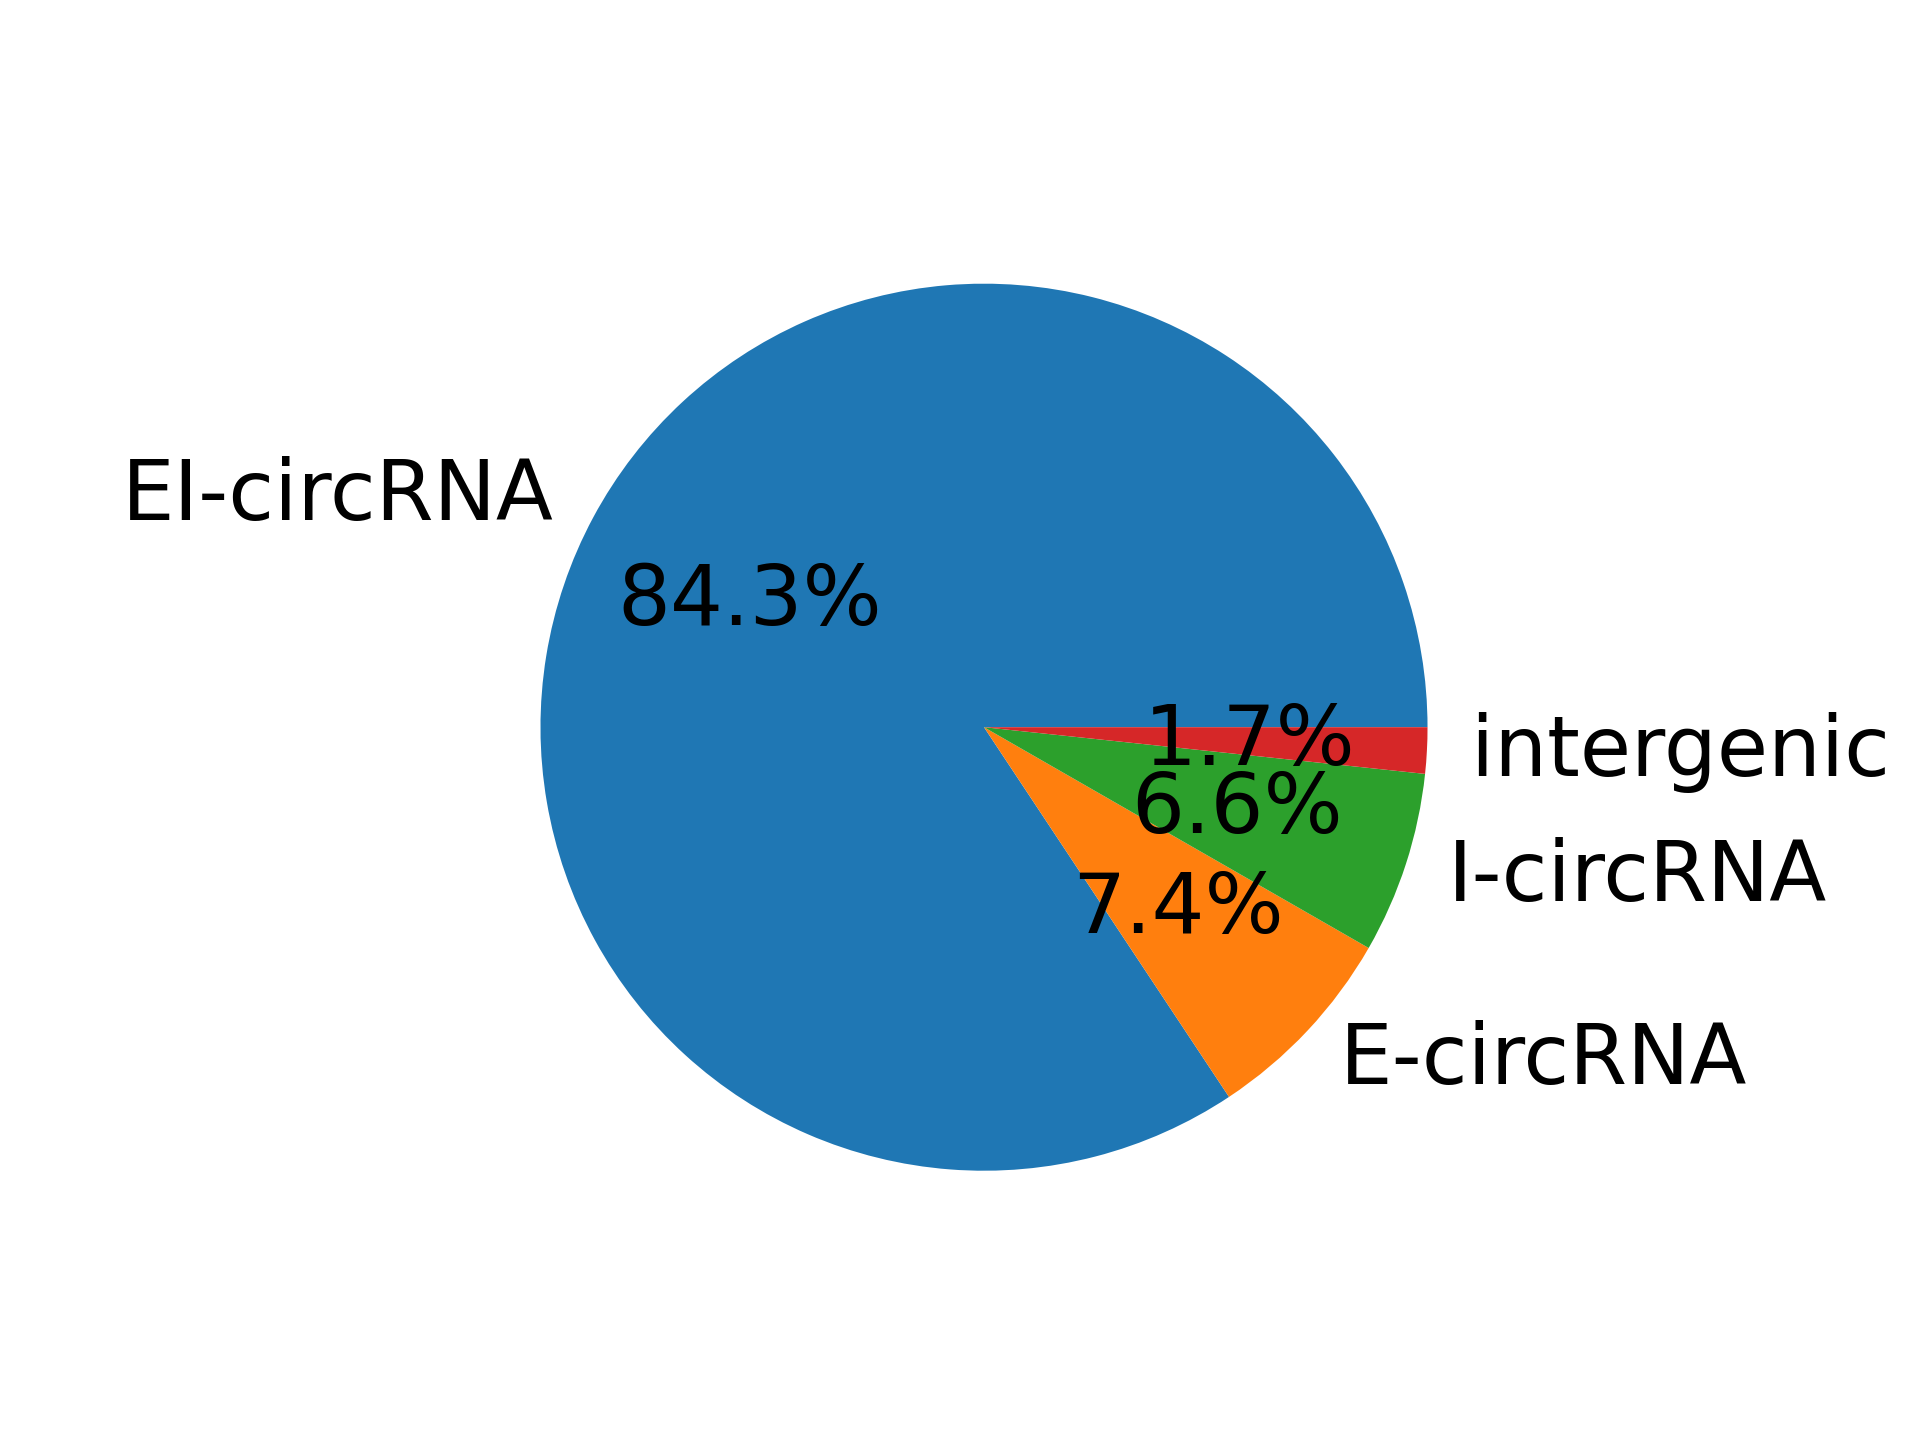 EI-circRNA
84.3%
1.7%
intergenic
6.6%
I-circRNA
7.4%
E-circRNA